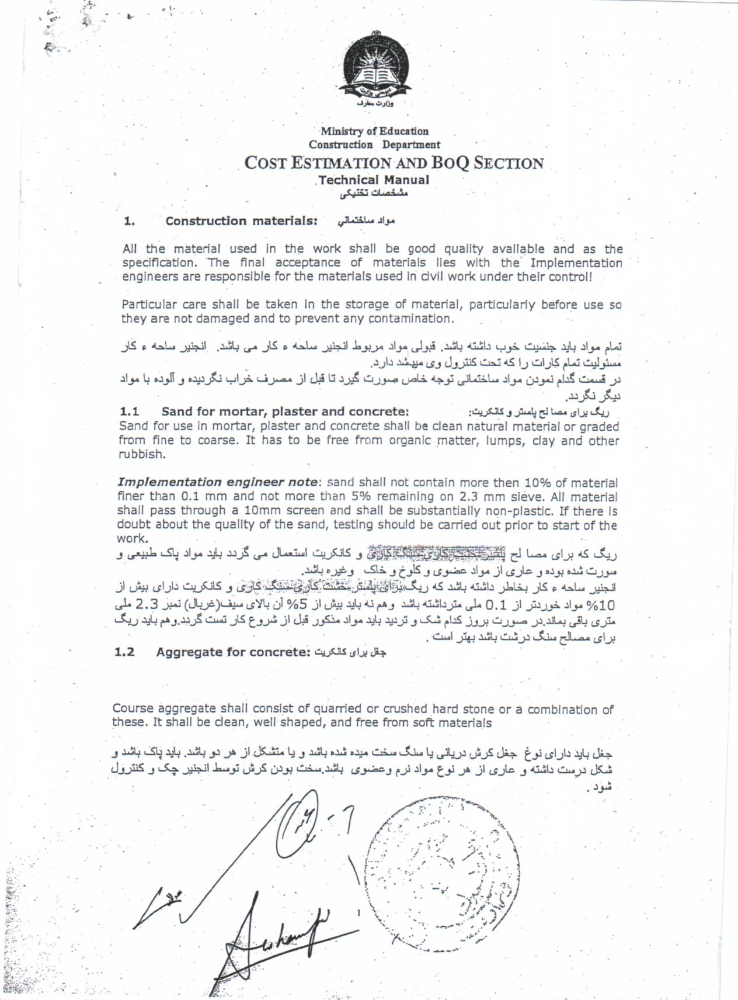 وزارت معارف
Ministry of Education
Construction Department
COST ESTIMATION AND BOQ SECTION
Technical Manual
مشخصات تخنیکی
1. Construction materials: مواد ساختمانی
All the material used in the work shall be good quality available and as the
specification. The final acceptance of materials lies with the Implementation
engineers are responsible for the materials used in civil work under their control!
Particular care shall be taken in the storage of material, particularly before use so
they are not damaged and to prevent any contamination.
تمام مواد باید جنسیت خوب داشته باشد. قبولی مواد مربوط انجنیر ساحه ء کار می باشد. انجنیر ساحه ء کار
مسئولیت تمام کارات را که تحت کنترول وی میبشد دارد.
در قسمت گدام نمودن مواد ساختمانی توجه خاص صورت گیرد تا قبل از مصرف خراب نگردیده و آلوده با مواد
دیگر نگردد.
1.1 Sand for mortar, plaster and concrete: ریگ برای مصا لح پلستر و کانکریت:
Sand for use in mortar, plaster and concrete shall be clean natural material or graded
from fine to coarse. It has to be free from organic matter, lumps, clay and other
rubbish.
Implementation engineer note: sand shall not contain more then 10% of material
finer than 0.1 mm and not more than 5% remaining on 2.3 mm sieve. All material
shall pass through a 10mm screen and shall be substantially non-plastic. If there is
doubt about the quality of the sand, testing should be carried out prior to start of the
work.
ریگ که برای مصا لح پلستر-خشت کاری-سنگ کاری و کانکریت استعمال می گردد باید مواد پاک طبیعی و
سورت شده بوده و عاری از مواد عضوی و کلوخ و خاک وغیره باشد.
انجنیر ساحه ء کار بخاطر داشته باشد که ریگ برای پلستر-خشت کاری-سنگ کاری و کانکریت دارای بیش از
10% مواد خوردتر از 0.1 ملی مترداشته باشد وهم نه باید بیش از 5% آن بالای سیف(غربال) نمبر 2.3 ملی
متری باقی بماند.در صورت بروز کدام شک و تردید باید مواد مذکور قبل از شروع کار تست گردد.وهم باید ریگ
برای مصالح سنگ درشت باشد بهتر است .
1.2 Aggregate for concrete: جغل برای کانکریت
Course aggregate shall consist of quarried or crushed hard stone or a combination of
these. It shall be clean, well shaped, and free from soft materials
جغل باید دارای نوغ جغل کرش دریائی یا سنگ سخت میده شده باشد و یا متشکل از هر دو باشد. باید پاک باشد و
شکل درست داشته و عاری از هر نوع مواد نرم وعضوی باشد.سخت بودن کرش توسط انجنیر چک و کنترول
شود .